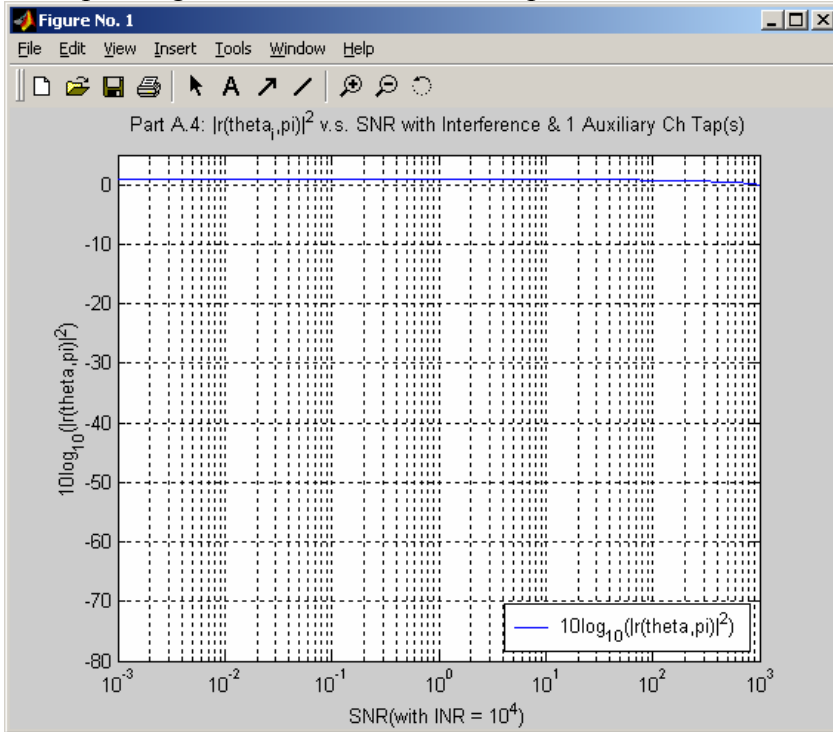 Figure No. 1
File Edit View Insert Tools Window Help
A
Part A.4: |r(theta_i,pi)|^2 v.s. SNR with Interference & 1 Auxiliary Ch Tap(s)
0
-10
-20
-30
-40
-50
-60
-70
-80
10log_10(|r(theta,pi)|^2)
10log_10(|r(theta,pi)|^2)
10^-3 10^-2 10^-1 10^0 10^1 10^2 10^3
SNR(with INR = 10^4)